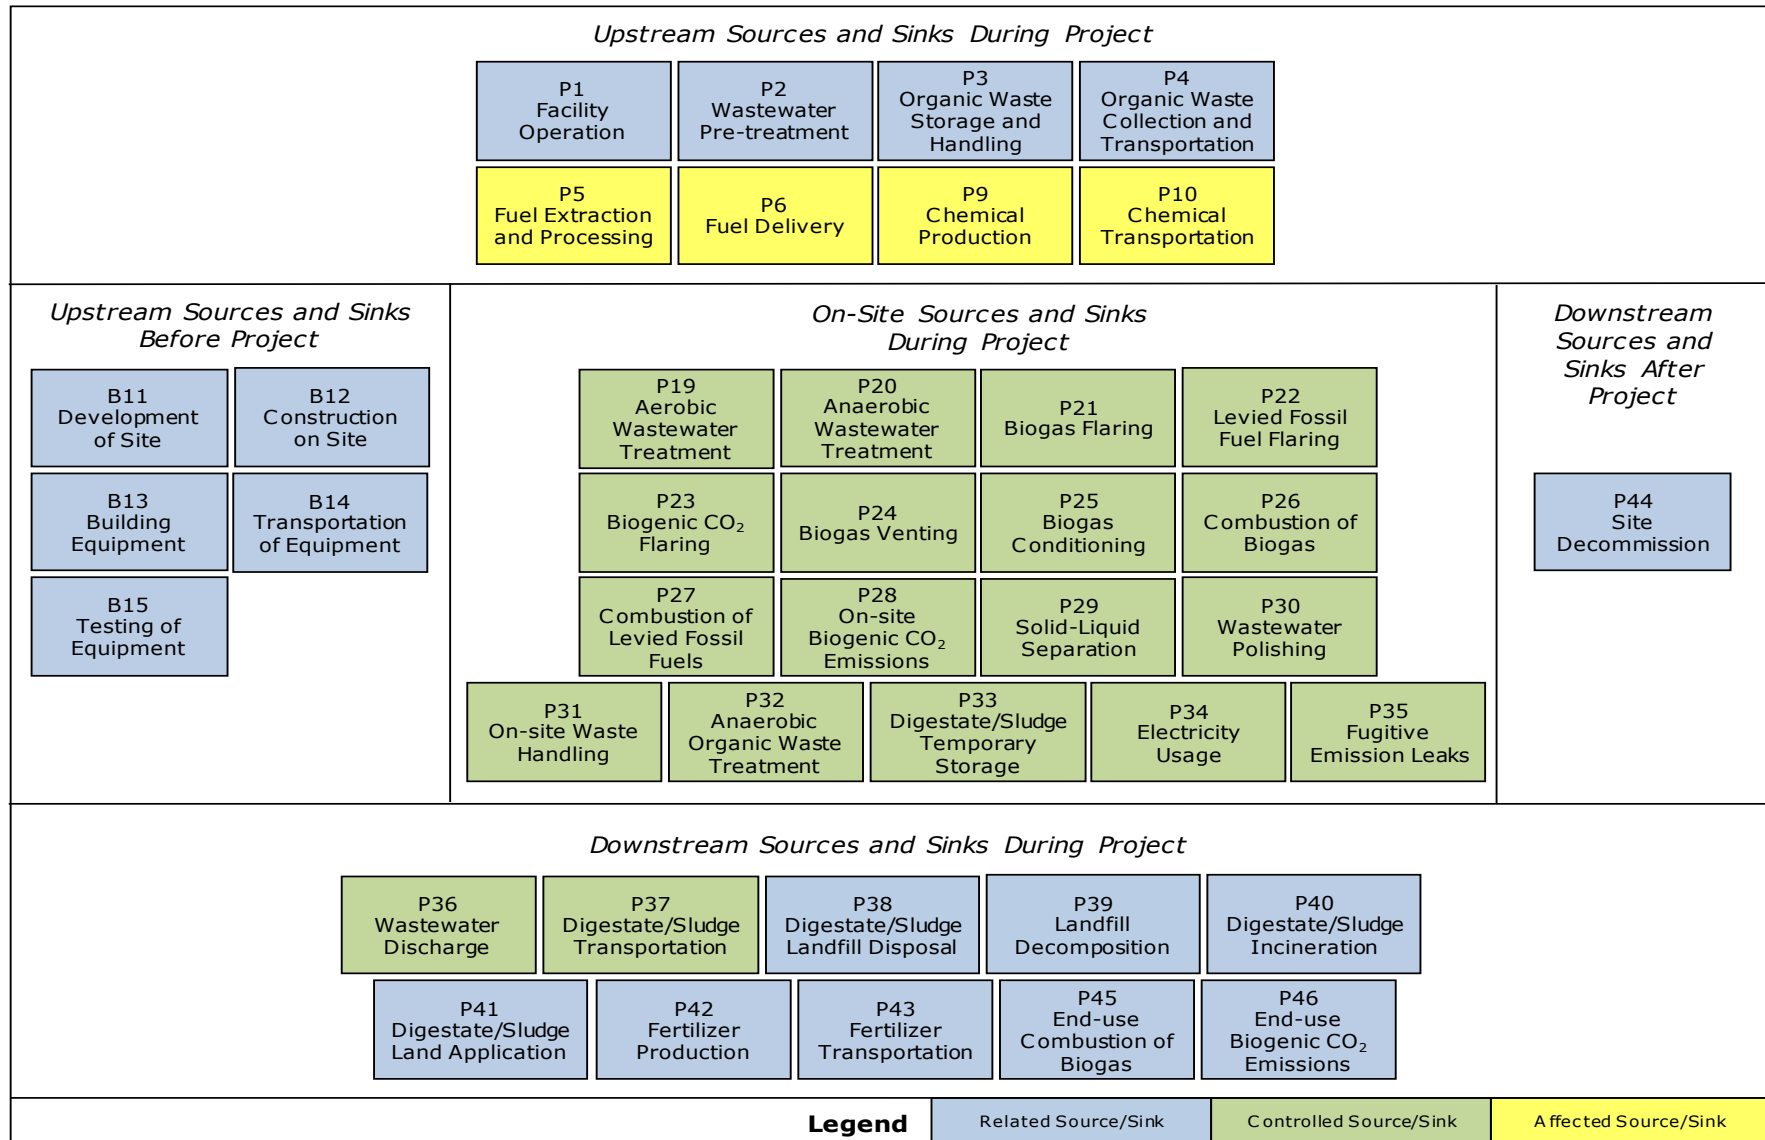 Upstream Sources and Sinks During Project
P1
Facility
Operation
P2
Wastewater
Pre-treatment
P3
Organic Waste
Storage and
Handling
P4
Organic Waste
Collection and
Transportation
P5
Fuel Extraction
and Processing
P6
Fuel Delivery
P9
Chemical
Production
P10
Chemical
Transportation
Upstream Sources and Sinks
Before Project
B11
Development
of Site
B12
Construction
on Site
B13
Building
Equipment
B14
Transportation
of Equipment
B15
Testing of
Equipment
On-Site Sources and Sinks
During Project
P19
Aerobic
Wastewater
Treatment
P20
Anaerobic
Wastewater
Treatment
P21
Biogas Flaring
P22
Levied Fossil
Fuel Flaring
P23
Biogenic CO₂
Flaring
P24
Biogas Venting
P25
Biogas
Conditioning
P26
Combustion of
Biogas
P27
Combustion of
Levied Fossil
Fuels
P28
On-site
Biogenic CO₂
Emissions
P29
Solid-Liquid
Separation
P30
Wastewater
Polishing
P31
On-site Waste
Handling
P32
Anaerobic
Organic Waste
Treatment
P33
Digestate/Sludge
Temporary
Storage
P34
Electricity
Usage
P35
Fugitive
Emission Leaks
Downstream
Sources and
Sinks After
Project
P44
Site
Decommission
Downstream Sources and Sinks During Project
P36
Wastewater
Discharge
P37
Digestate/Sludge
Transportation
P38
Digestate/Sludge
Landfill Disposal
P39
Landfill
Decomposition
P40
Digestate/Sludge
Incineration
P41
Digestate/Sludge
Land Application
P42
Fertilizer
Production
P43
Fertilizer
Transportation
P45
End-use
Combustion of
Biogas
P46
End-use
Biogenic CO₂
Emissions
Legend
Related Source/Sink
Controlled Source/Sink
Affected Source/Sink